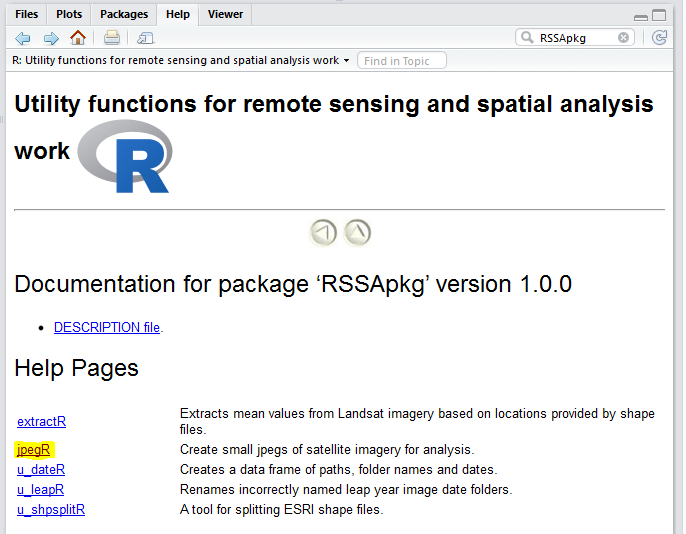 Files Plots Packages Help Viewer
RSSApkg
R: Utility functions for remote sensing and spatial analysis work Find in Topic
Utility functions for remote sensing and spatial analysis
work R
Documentation for package ‘RSSApkg’ version 1.0.0
• DESCRIPTION file.
Help Pages
extractR Extracts mean values from Landsat imagery based on locations provided by shape
files.
jpegR Create small jpegs of satellite imagery for analysis.
u_dateR Creates a data frame of paths, folder names and dates.
u_leapR Renames incorrectly named leap year image date folders.
u_shpsplitR A tool for splitting ESRI shape files.